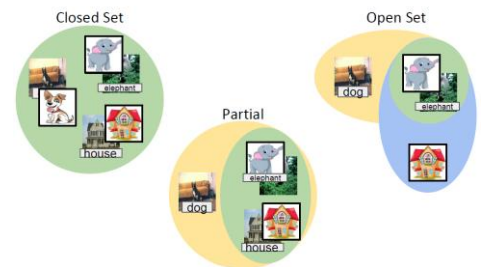 Closed Set
elephant
house
Partial
elephant
dog
house
Open Set
dog
elephant